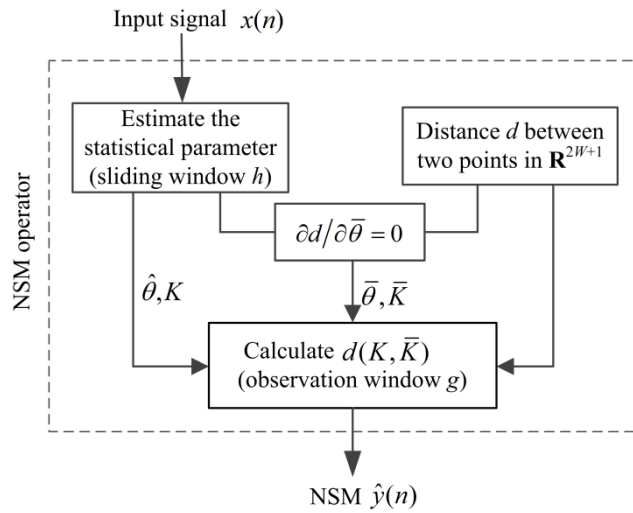 Input signal x(n)
Estimate the
statistical parameter
(sliding window h)
Distance d between
two points in R^{2W+1}
∂d/∂θ̄ = 0
NSM operator
θ̂, K
θ̄, K̄
Calculate d(K, K̄)
(observation window g)
NSM ŷ(n)